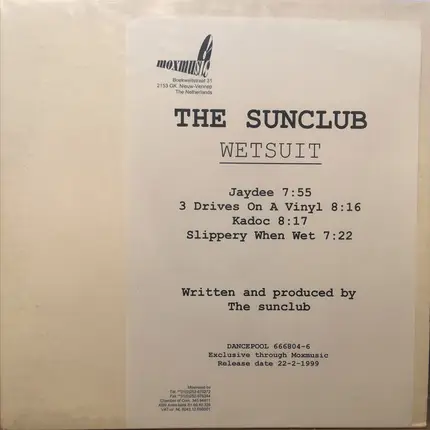 moxmusic
Boekweitstraat 21
2153 GK Nieuw-Vennep
The Netherlands
THE SUNCLUB
WETSUIT
Jaydee 7:55
3 Drives On A Vinyl 8:16
Kadoc 8:17
Slippery When Wet 7:22
Written and produced by
The sunclub
DANCEPOOL 666804-6
Exclusive through Moxmusic
Release date 22-2-1999
Moxmusic bv